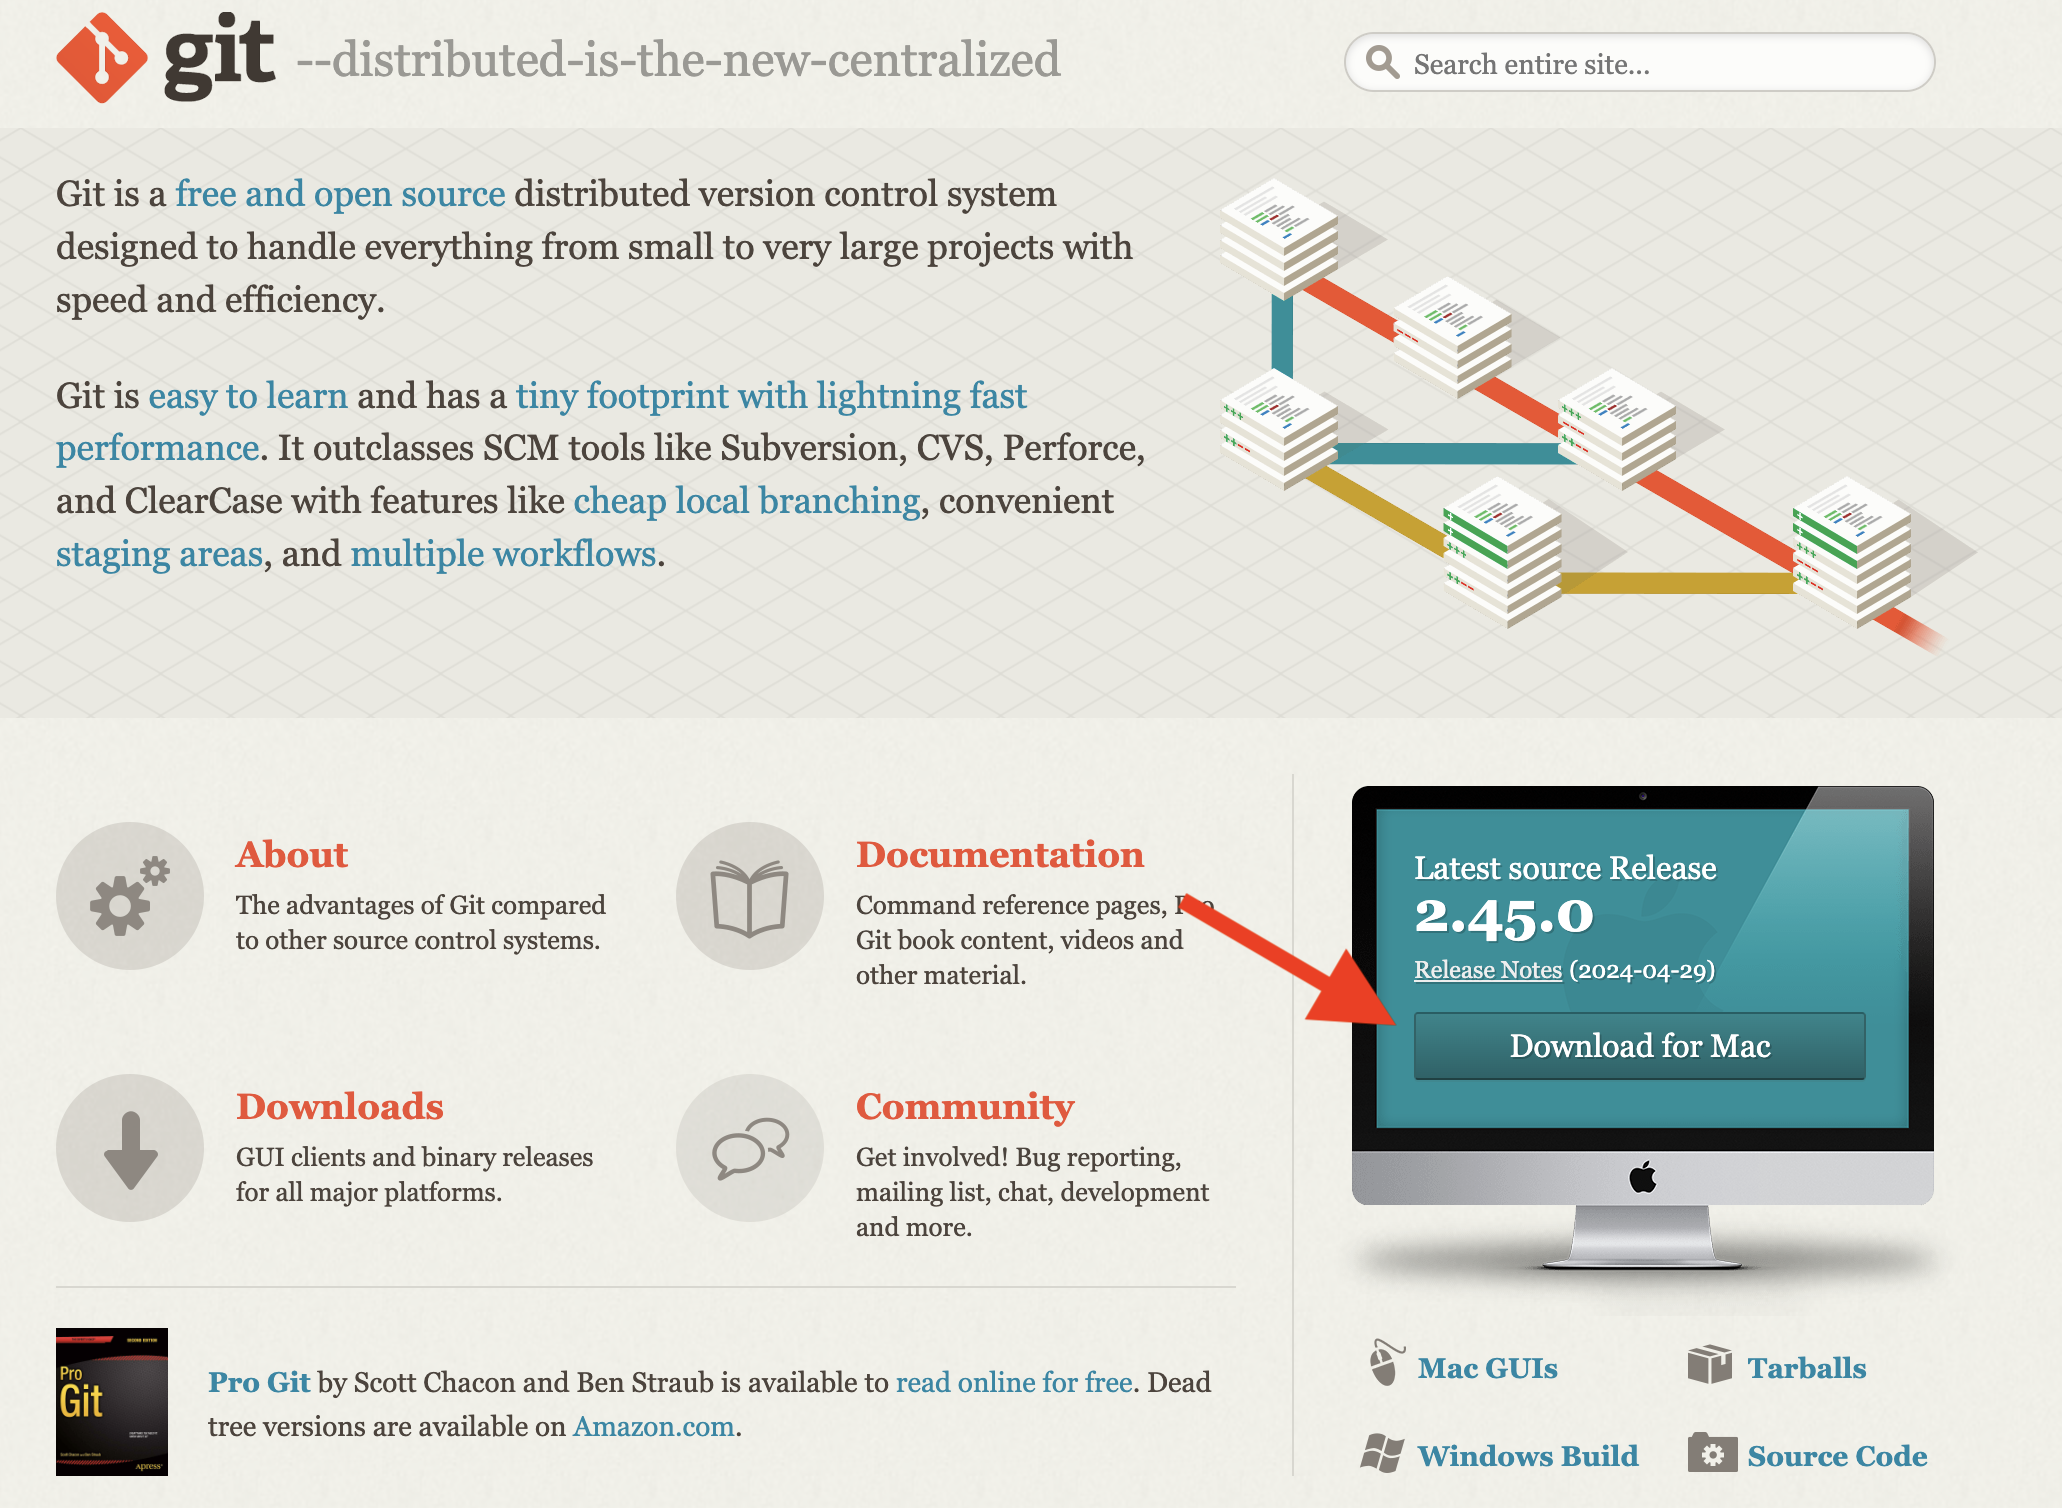 git --distributed-is-the-new-centralized
Search entire site...
Git is a free and open source distributed version control system
designed to handle everything from small to very large projects with
speed and efficiency.
Git is easy to learn and has a tiny footprint with lightning fast
performance. It outclasses SCM tools like Subversion, CVS, Perforce,
and ClearCase with features like cheap local branching, convenient
staging areas, and multiple workflows.
About
The advantages of Git compared
to other source control systems.
Documentation
Command reference pages, Pro
Git book content, videos and
other material.
Downloads
GUI clients and binary releases
for all major platforms.
Community
Get involved! Bug reporting,
mailing list, chat, development
and more.
Latest source Release
2.45.0
Release Notes (2024-04-29)
Download for Mac
Pro
Git
Apress
Pro Git by Scott Chacon and Ben Straub is available to read online for free. Dead
tree versions are available on Amazon.com.
Mac GUIs
Tarballs
Windows Build
Source Code